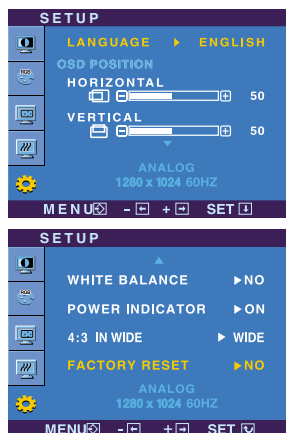 SETUP
LANGUAGE ▶ ENGLISH
OSD POSITION
HORIZONTAL
50
VERTICAL
50
ANALOG
1280 x 1024 60HZ
MENU - + SET
SETUP
WHITE BALANCE ▶NO
POWER INDICATOR ▶ON
4:3 IN WIDE ▶ WIDE
FACTORY RESET ▶NO
ANALOG
1280 x 1024 60HZ
MENU - + SET